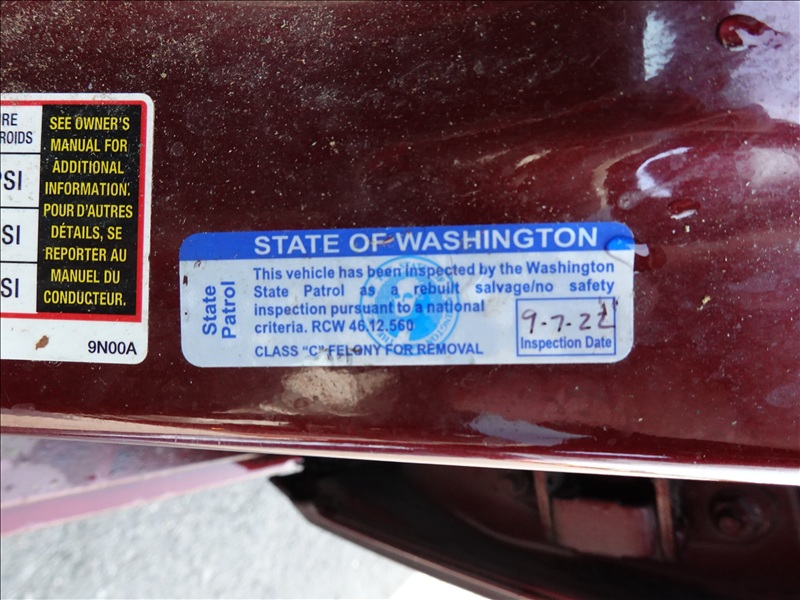 IRE
ROIDS
PSI
SI
SI
SEE OWNER'S
MANUAL FOR
ADDITIONAL
INFORMATION.
POUR D'AUTRES
DÉTAILS, SE
REPORTER AU
MANUEL DU
CONDUCTEUR.
9N00A
STATE OF WASHINGTON
State
Patrol
This vehicle has been inspected by the Washington
State Patrol as a rebuilt salvage/no safety
inspection pursuant to a national
criteria. RCW 46.12.560
CLASS "C" FELONY FOR REMOVAL
9-7-22
Inspection Date